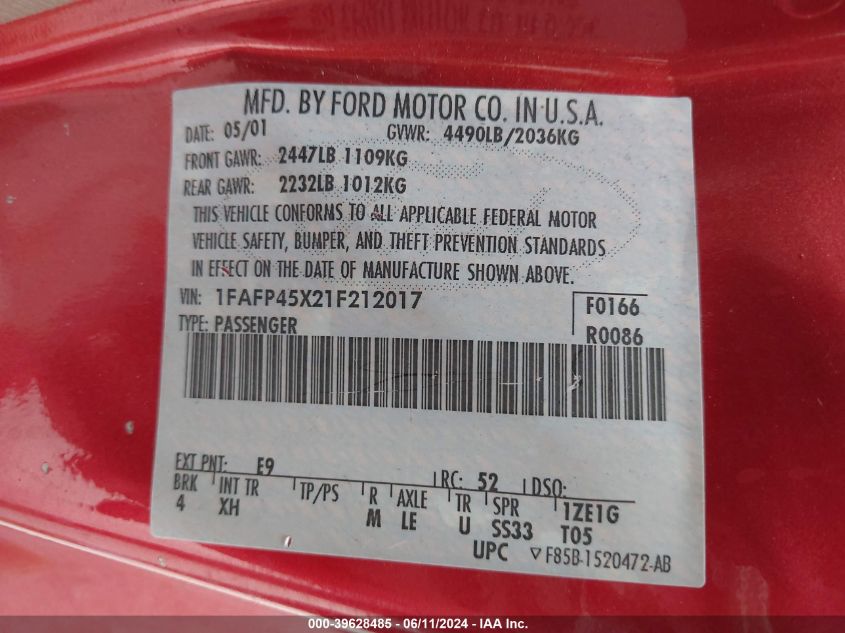 MFD. BY FORD MOTOR CO. IN U.S.A.
DATE: 05/01 GVWR: 4490LB/2036KG
FRONT GAWR: 2447LB 1109KG
REAR GAWR: 2232LB 1012KG
THIS VEHICLE CONFORMS TO ALL APPLICABLE FEDERAL MOTOR
VEHICLE SAFETY, BUMPER, AND THEFT PREVENTION STANDARDS
IN EFFECT ON THE DATE OF MANUFACTURE SHOWN ABOVE.
VIN: 1FAFP45X21F212017 F0166
TYPE: PASSENGER R0086
EXT PNT: E9 RC: 52 DSO:
BRK INT TR TP/PS R AXLE TR SPR 1ZE1G
4 XH M LE U SS33 T05
UPC ▽F85B-1520472-AB
000-39628485 - 06/11/2024 - IAA Inc.